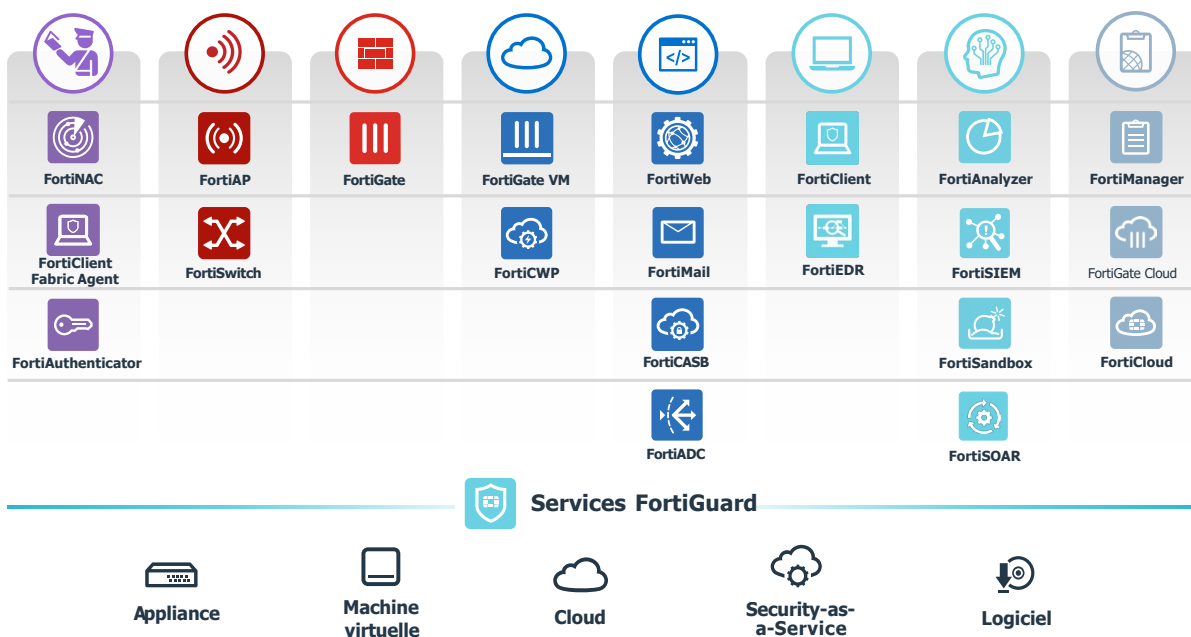 </>
FortiNAC
FortiAP
FortiGate
FortiGate VM
FortiWeb
FortiClient
FortiAnalyzer
FortiManager
FortiClient
Fabric Agent
FortiSwitch
FortiCWP
FortiMail
FortiEDR
FortiSIEM
FortiGate Cloud
FortiAuthenticator
FortiCASB
FortiSandbox
FortiCloud
FortiADC
FortiSOAR
Services FortiGuard
Appliance
Machine
virtuelle
Cloud
Security-as-
a-Service
Logiciel